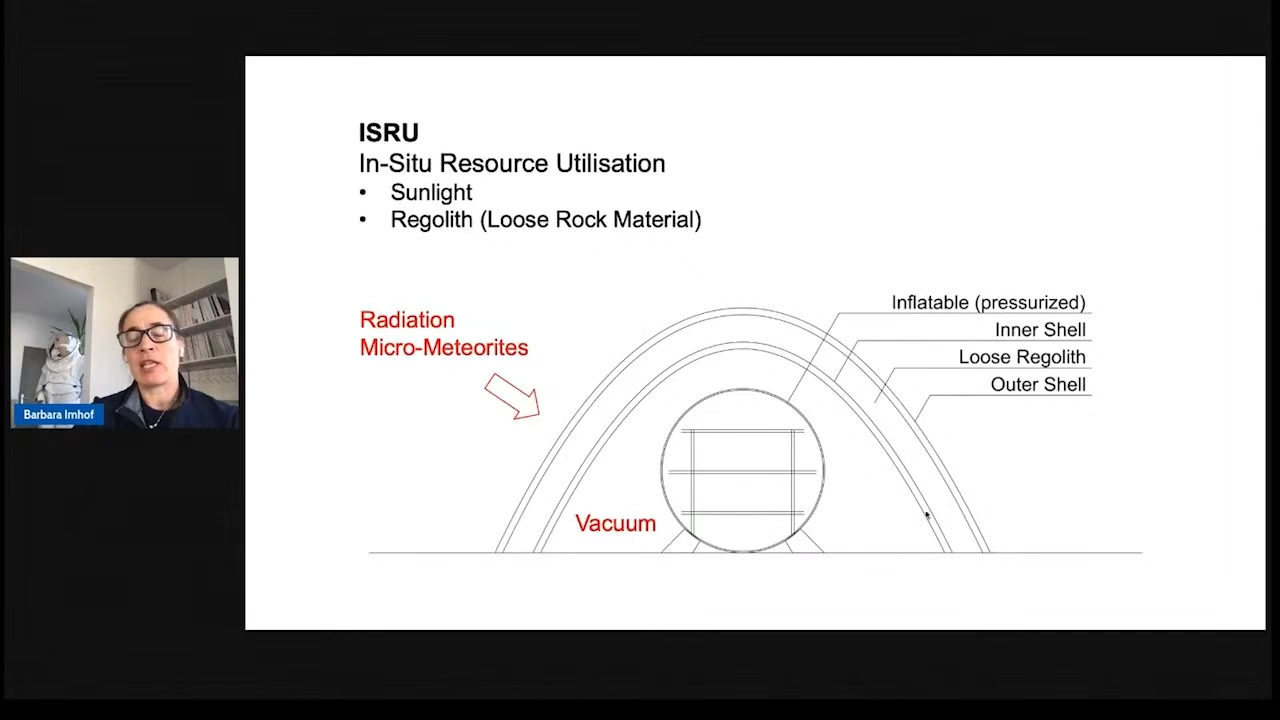 ISRU
In-Situ Resource Utilisation
• Sunlight
• Regolith (Loose Rock Material)
Radiation
Micro-Meteorites
Inflatable (pressurized)
Inner Shell
Loose Regolith
Outer Shell
Vacuum
Barbara Imhof